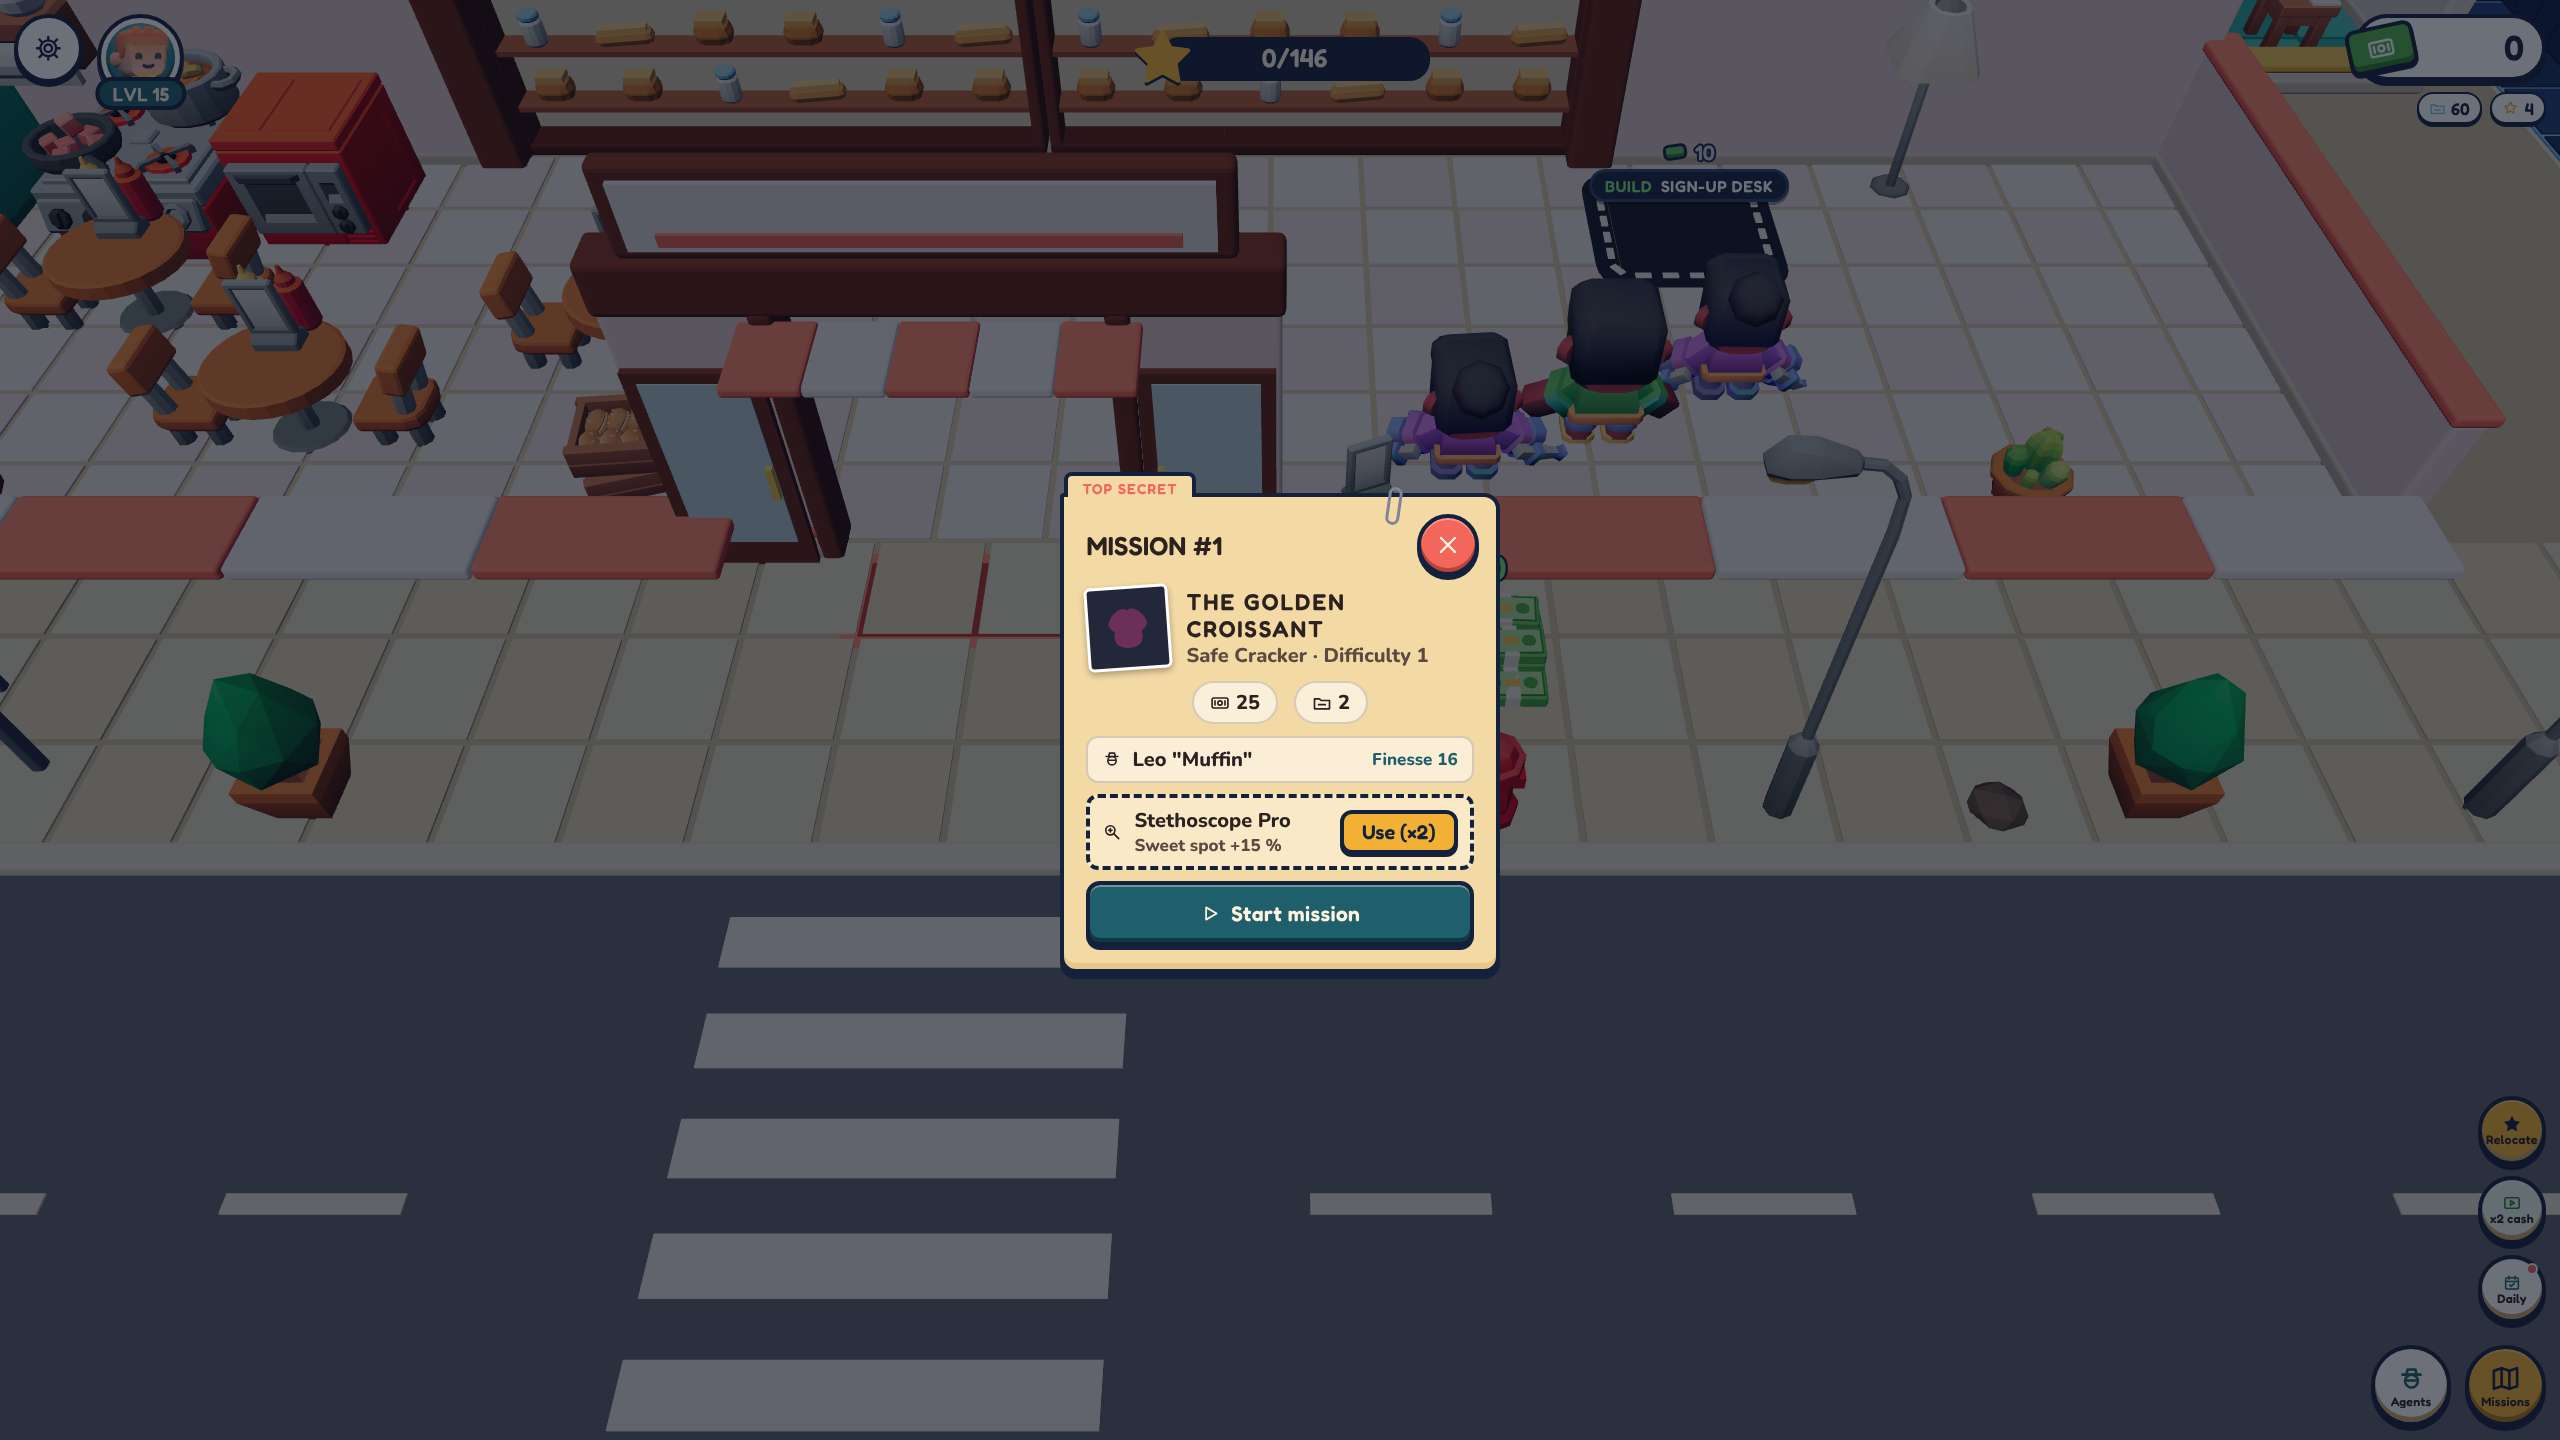 LVL 15
0/146
0
60
4
10
BUILD SIGN-UP DESK
TOP SECRET
MISSION #1
THE GOLDEN
CROISSANT
Safe Cracker · Difficulty 1
25
2
Leo "Muffin"
Finesse 16
Stethoscope Pro
Sweet spot +15 %
Use (x2)
Start mission
Relocate
x2 cash
Daily
Agents
Missions